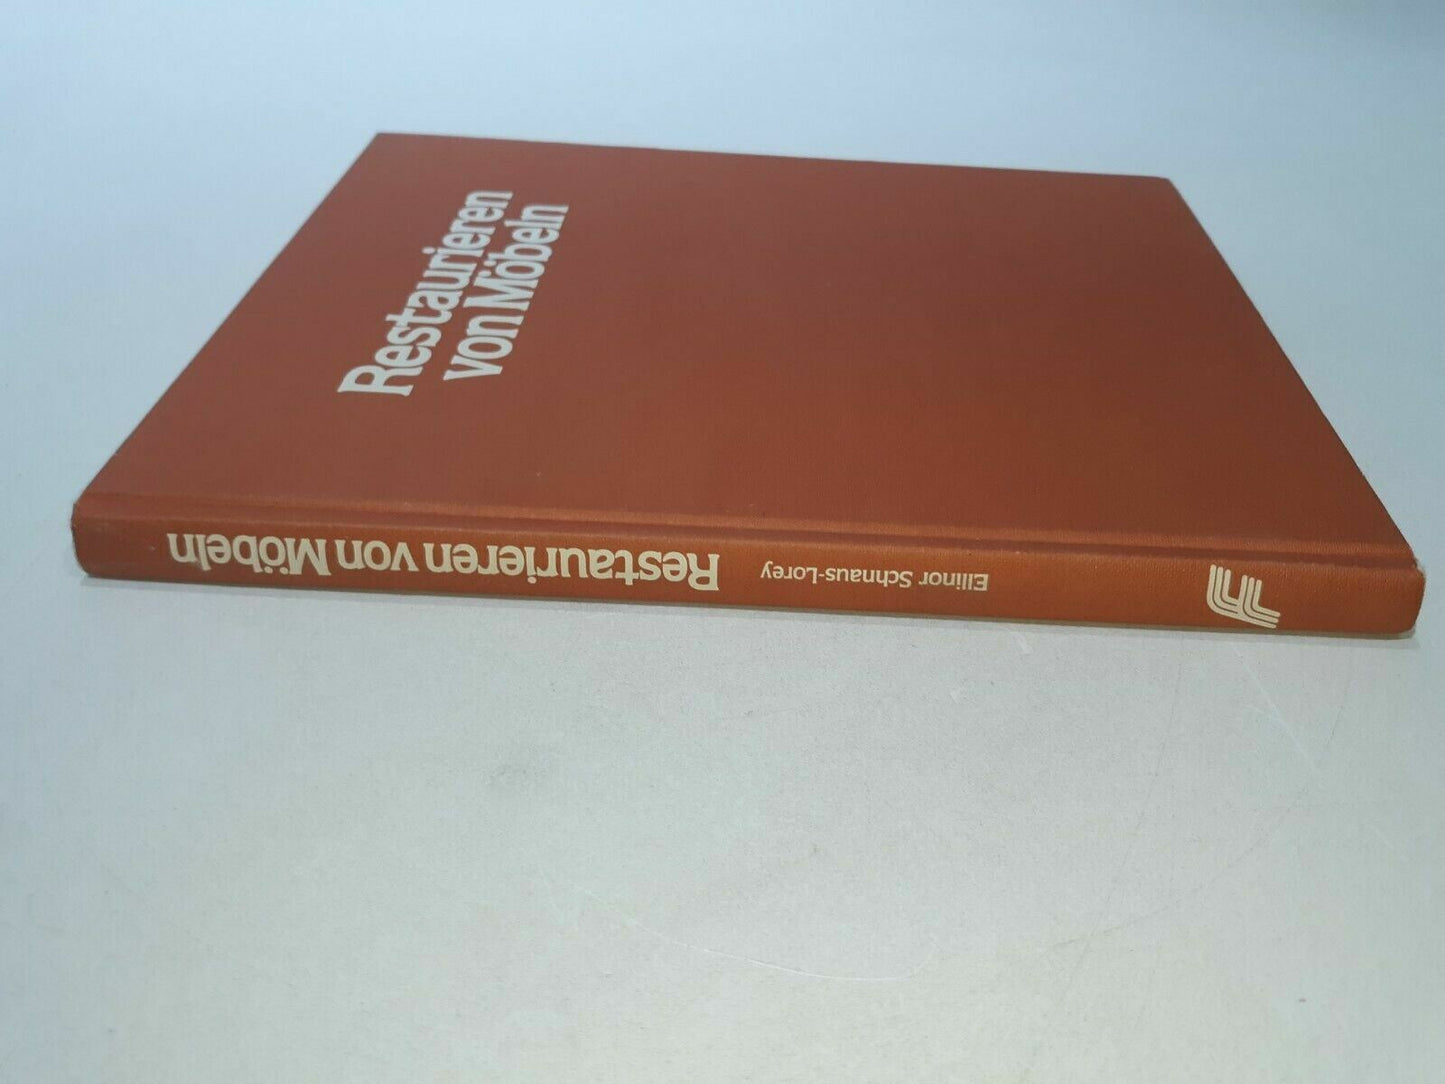 Restaurieren
von Möbeln
Ellinor Schnaus-Lorey
Restaurieren von Möbeln